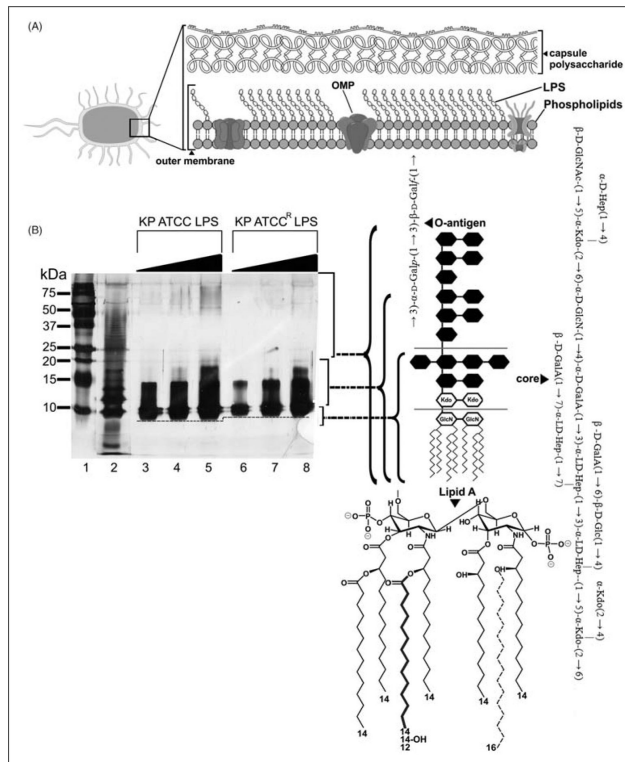 (A)
capsule
polysaccharide
OMP
LPS
Phospholipids
outer membrane
(B)
KP ATCC LPS
KP ATCCᴿ LPS
kDa
75
50
37
25
20
15
10
1 2 3 4 5 6 7 8
→3)-α-D-Galp-(1→3)-β-D-Galf(1)→
O-antigen
core
Kdo Kdo
GlcN GlcN
Lipid A
β-D-GlcNAc-(1→5)-α-Kdo-(2→6)-α-D-GlcN-(1→4)-α-D-GalA-(1→3)-α-LD-Hep-(1→3)-α-LD-Hep--(1→5)-α-Kdo-(2→6)
α-D-Hep(1→4)
β-D-GalA(1→7)-α-LD-Hep-(1→7)
β-D-GalA(1→6)-β-D-Glc(1→4)
α-Kdo(2→4)
O
P
OH
NH
HO
14
14
14
14
14
14
14-OH
12
16